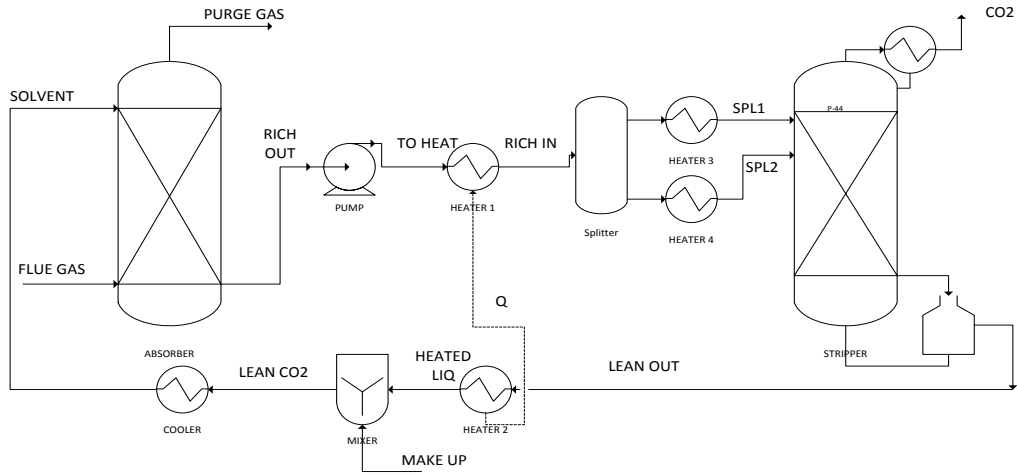 PURGE GAS
CO2
SOLVENT
P-44
SPL1
RICH
OUT
TO HEAT
RICH IN
HEATER 3
SPL2
PUMP
HEATER 1
Splitter
HEATER 4
FLUE GAS
Q
ABSORBER
STRIPPER
LEAN CO2
HEATED
LIQ
LEAN OUT
COOLER
MIXER
HEATER 2
MAKE UP